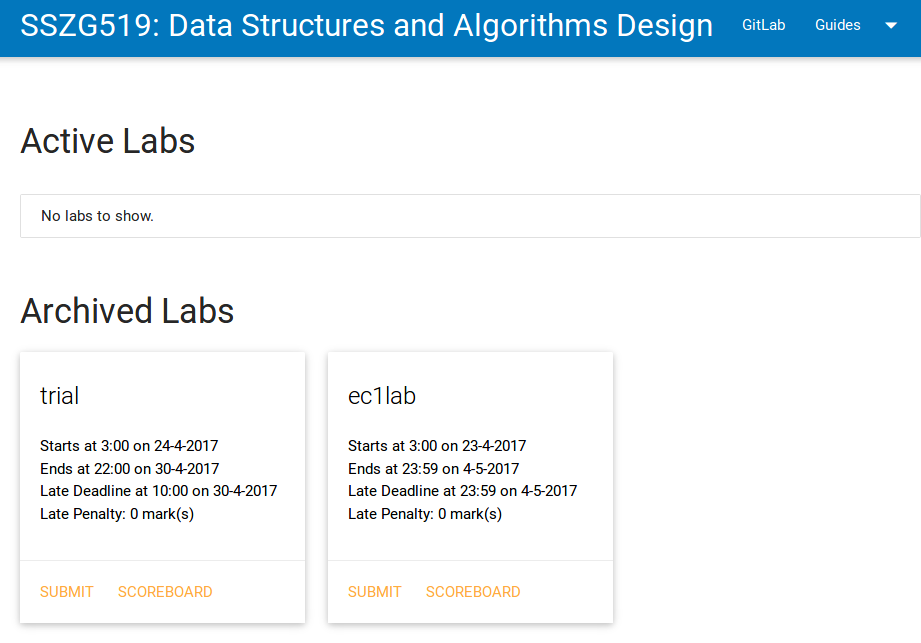 SSZG519: Data Structures and Algorithms Design GitLab Guides
Active Labs
No labs to show.
Archived Labs
trial
Starts at 3:00 on 24-4-2017
Ends at 22:00 on 30-4-2017
Late Deadline at 10:00 on 30-4-2017
Late Penalty: 0 mark(s)
SUBMIT SCOREBOARD
ec1lab
Starts at 3:00 on 23-4-2017
Ends at 23:59 on 4-5-2017
Late Deadline at 23:59 on 4-5-2017
Late Penalty: 0 mark(s)
SUBMIT SCOREBOARD